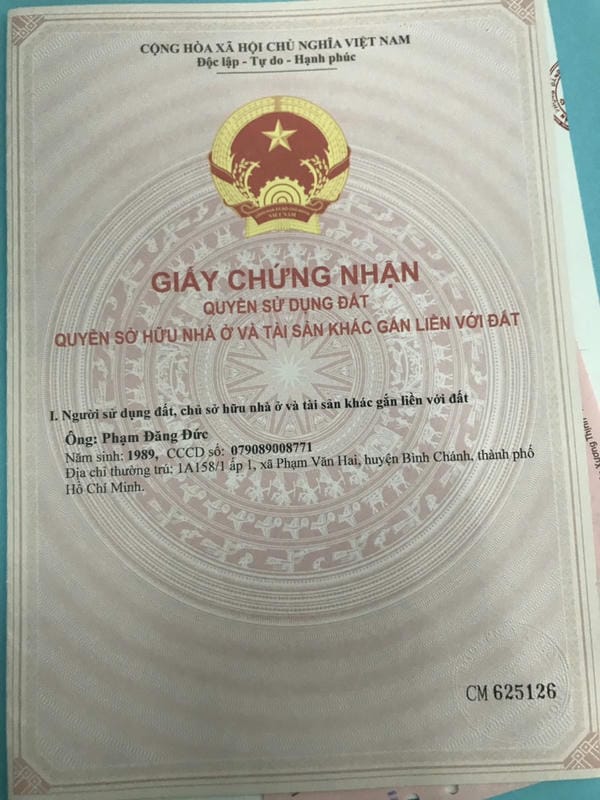 CỘNG HÒA XÃ HỘI CHỦ NGHĨA VIỆT NAM
Độc lập - Tự do - Hạnh phúc
VIỆT NAM
GIẤY CHỨNG NHẬN
QUYỀN SỬ DỤNG ĐẤT
QUYỀN SỞ HỮU NHÀ Ở VÀ TÀI SẢN KHÁC GẮN LIỀN VỚI ĐẤT
I. Người sử dụng đất, chủ sở hữu nhà ở và tài sản khác gắn liền với đất
Ông: Phạm Đăng Đức
Năm sinh: 1989, CCCD số: 079089008771
Địa chỉ thường trú: 1A158/1 ấp 1, xã Phạm Văn Hai, huyện Bình Chánh, thành phố
Hồ Chí Minh.
CM 625126